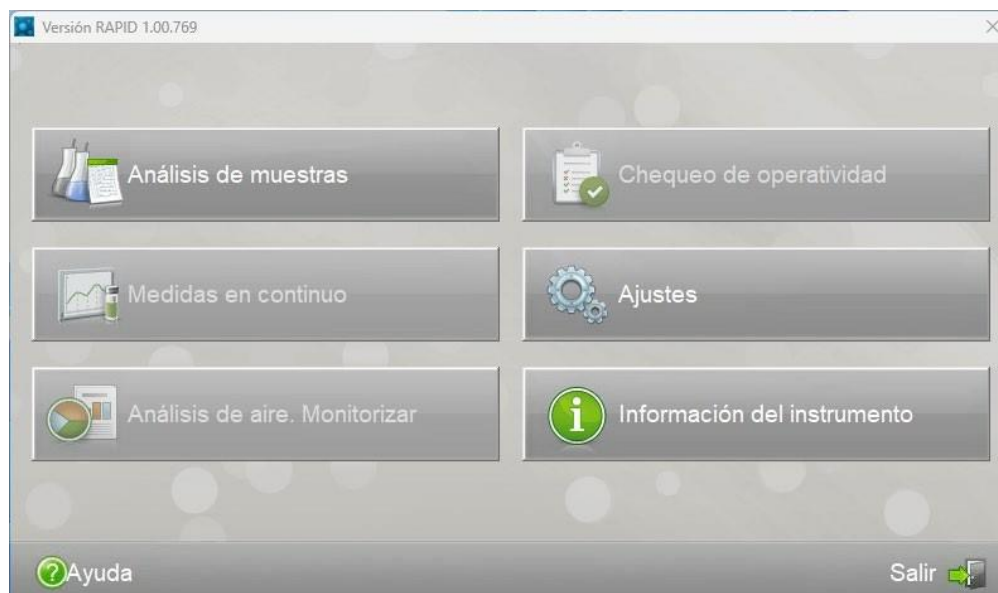 Versión RAPID 1.00.769
Análisis de muestras
Chequeo de operatividad
Medidas en continuo
Ajustes
Análisis de aire. Monitorizar
Información del instrumento
Ayuda
Salir